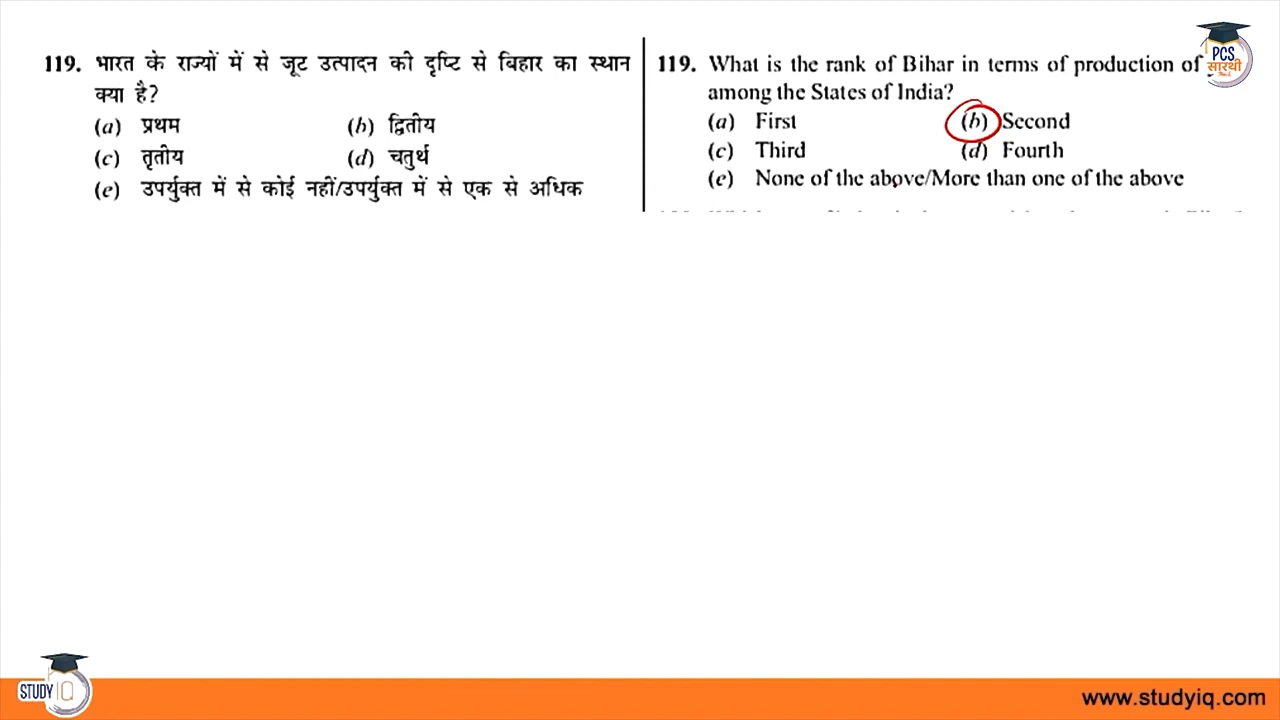 119. भारत के राज्यों में से जूट उत्पादन की दृष्टि से बिहार का स्थान
क्या है?
(a) प्रथम (b) द्वितीय
(c) तृतीय (d) चतुर्थ
(e) उपर्युक्त में से कोई नहीं/उपर्युक्त में से एक से अधिक
119. What is the rank of Bihar in terms of production of
among the States of India?
(a) First (b) Second
(c) Third (d) Fourth
(e) None of the above/More than one of the above
PCS
सारथी
STUDY IQ
www.studyiq.com